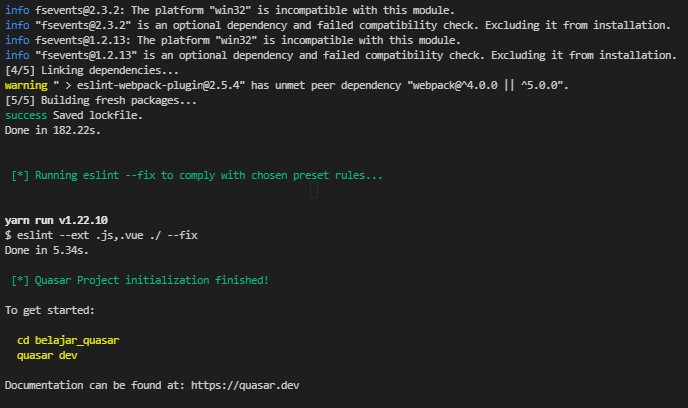 info fsevents@2.3.2: The platform "win32" is incompatible with this module.
info "fsevents@2.3.2" is an optional dependency and failed compatibility check. Excluding it from installation.
info fsevents@1.2.13: The platform "win32" is incompatible with this module.
info "fsevents@1.2.13" is an optional dependency and failed compatibility check. Excluding it from installation.
[4/5] Linking dependencies...
warning " > eslint-webpack-plugin@2.5.4" has unmet peer dependency "webpack@^4.0.0 || ^5.0.0".
[5/5] Building fresh packages...
success Saved lockfile.
Done in 182.22s.
[*] Running eslint --fix to comply with chosen preset rules...
yarn run v1.22.10
$ eslint --ext .js,.vue ./ --fix
Done in 5.34s.
[*] Quasar Project initialization finished!
To get started:
cd belajar_quasar
quasar dev
Documentation can be found at: https://quasar.dev